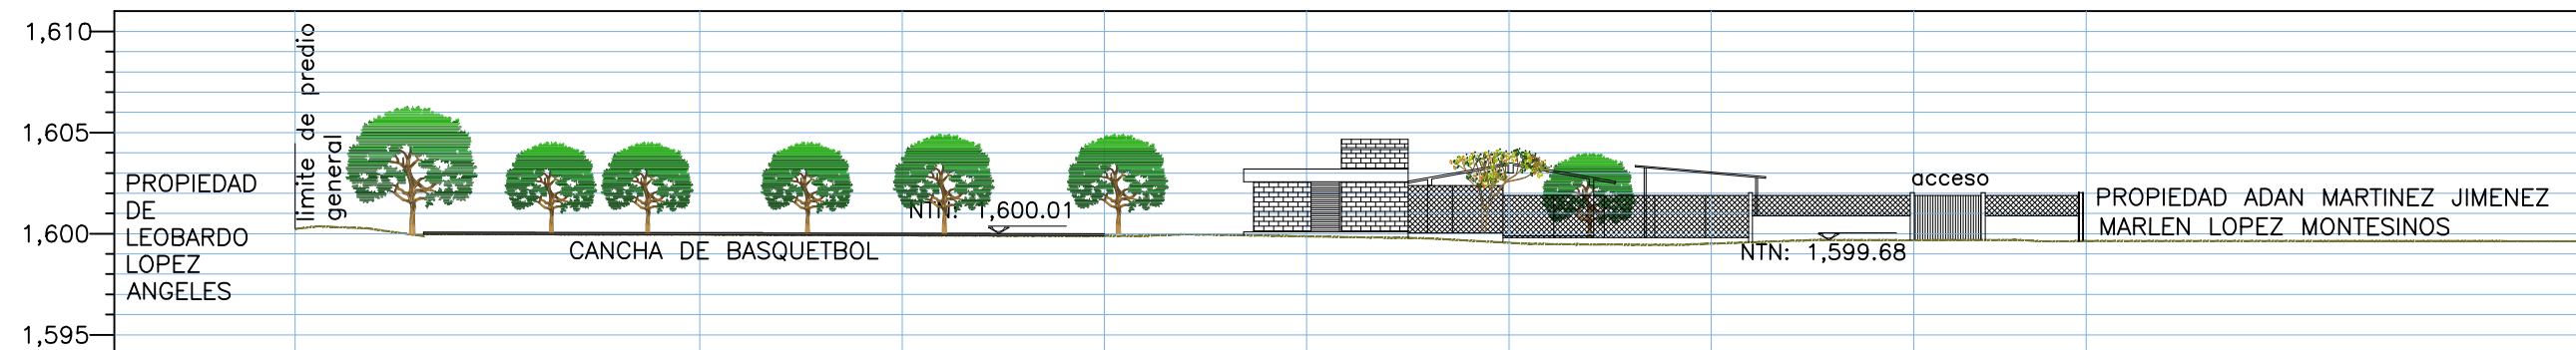 1,610
1,605
1,600
1,595
PROPIEDAD
DE
LEOBARDO
LOPEZ
ANGELES
limite de predio
general
CANCHA DE BASQUETBOL
NTN: 1,600.01
NTN: 1,599.68
acceso
PROPIEDAD ADAN MARTINEZ JIMENEZ
MARLEN LOPEZ MONTESINOS